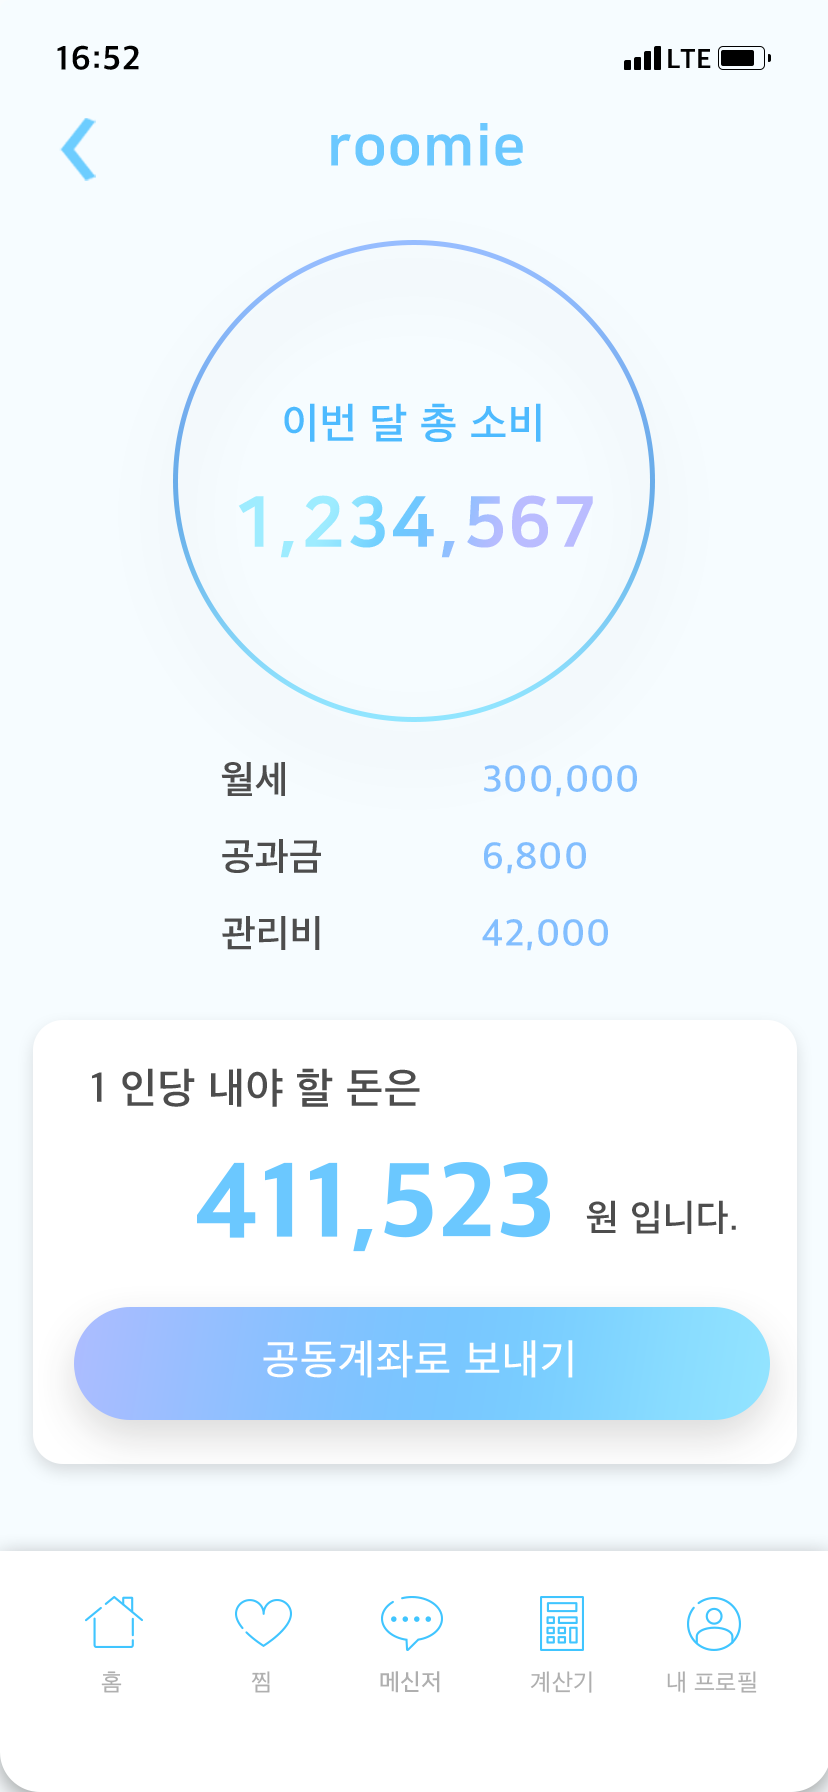 16:52
LTE
roomie
이번 달 총 소비
1,234,567
월세 300,000
공과금 6,800
관리비 42,000
1 인당 내야 할 돈은
411,523 원 입니다.
공동계좌로 보내기
홈 찜 메신저 계산기 내 프로필